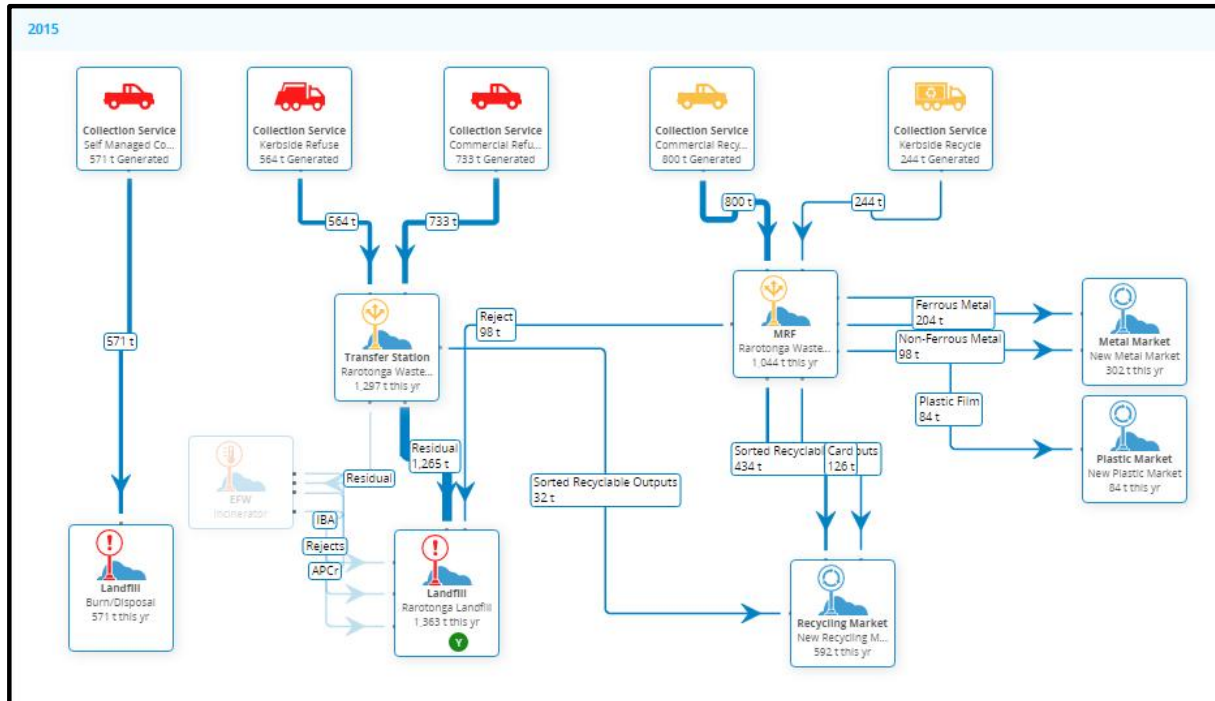 2015
Collection Service
Self Managed Co...
571 t Generated
Collection Service
Kerbside Refuse
564 t Generated
Collection Service
Commercial Refu...
733 t Generated
Collection Service
Commercial Recy...
800 t Generated
Collection Service
Kerbside Recycle
244 t Generated
564 t
733 t
800 t
244 t
571 t
Transfer Station
Rarotonga Waste...
1,297 t this yr
Reject
98 t
MRF
Rarotonga Waste...
1,044 t this yr
Ferrous Metal
204 t
Non-Ferrous Metal
98 t
Metal Market
New Metal Market
302 t this yr
Plastic Film
84 t
Plastic Market
New Plastic Market
84 t this yr
Residual
1,265 t
Sorted Recyclabl
434 t
Card
126 t
puts
Sorted Recyclable Outputs
32 t
EFW
Incinerator
Residual
IBA
Rejects
APCr
Landfill
Burn/Disposal
571 t this yr
Landfill
Rarotonga Landfill
1,363 t this yr
Y
Recycling Market
New Recycling M...
592 t this yr